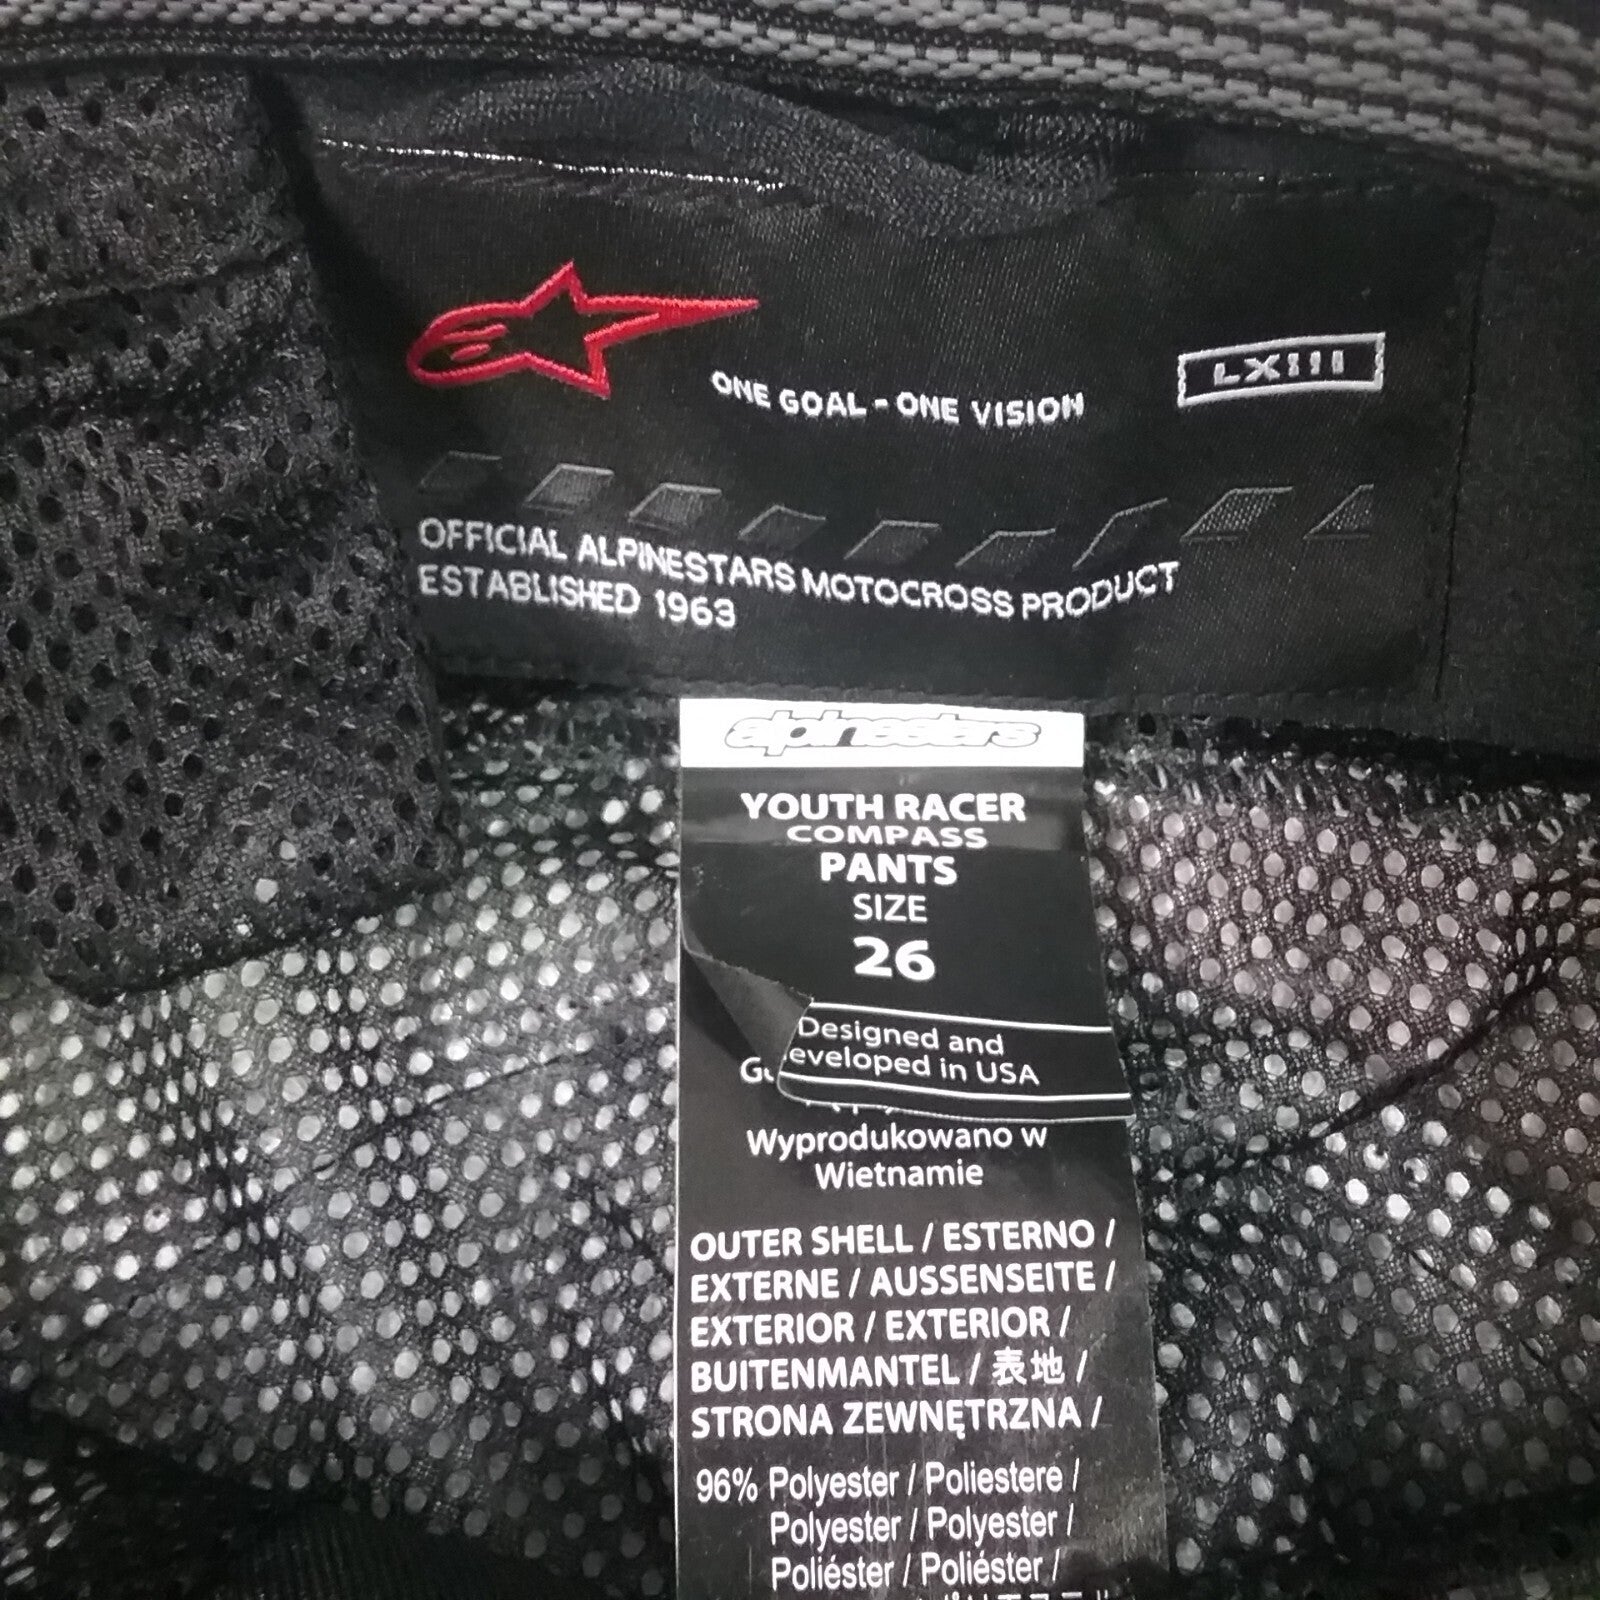 ONE GOAL - ONE VISION
LXIII
OFFICIAL ALPINESTARS MOTOCROSS PRODUCT
ESTABLISHED 1963
alpinestars
YOUTH RACER
COMPASS
PANTS
SIZE
26
Designed and
eveloped in USA
Wyprodukowano w
Wietnamie
OUTER SHELL / ESTERNO /
EXTERNE / AUSSENSEITE /
EXTERIOR / EXTERIOR /
BUITENMANTEL / 表地 /
STRONA ZEWNĘTRZNA /
96% Polyester / Poliestere /
Polyester / Polyester /
Poliéster / Poliéster /